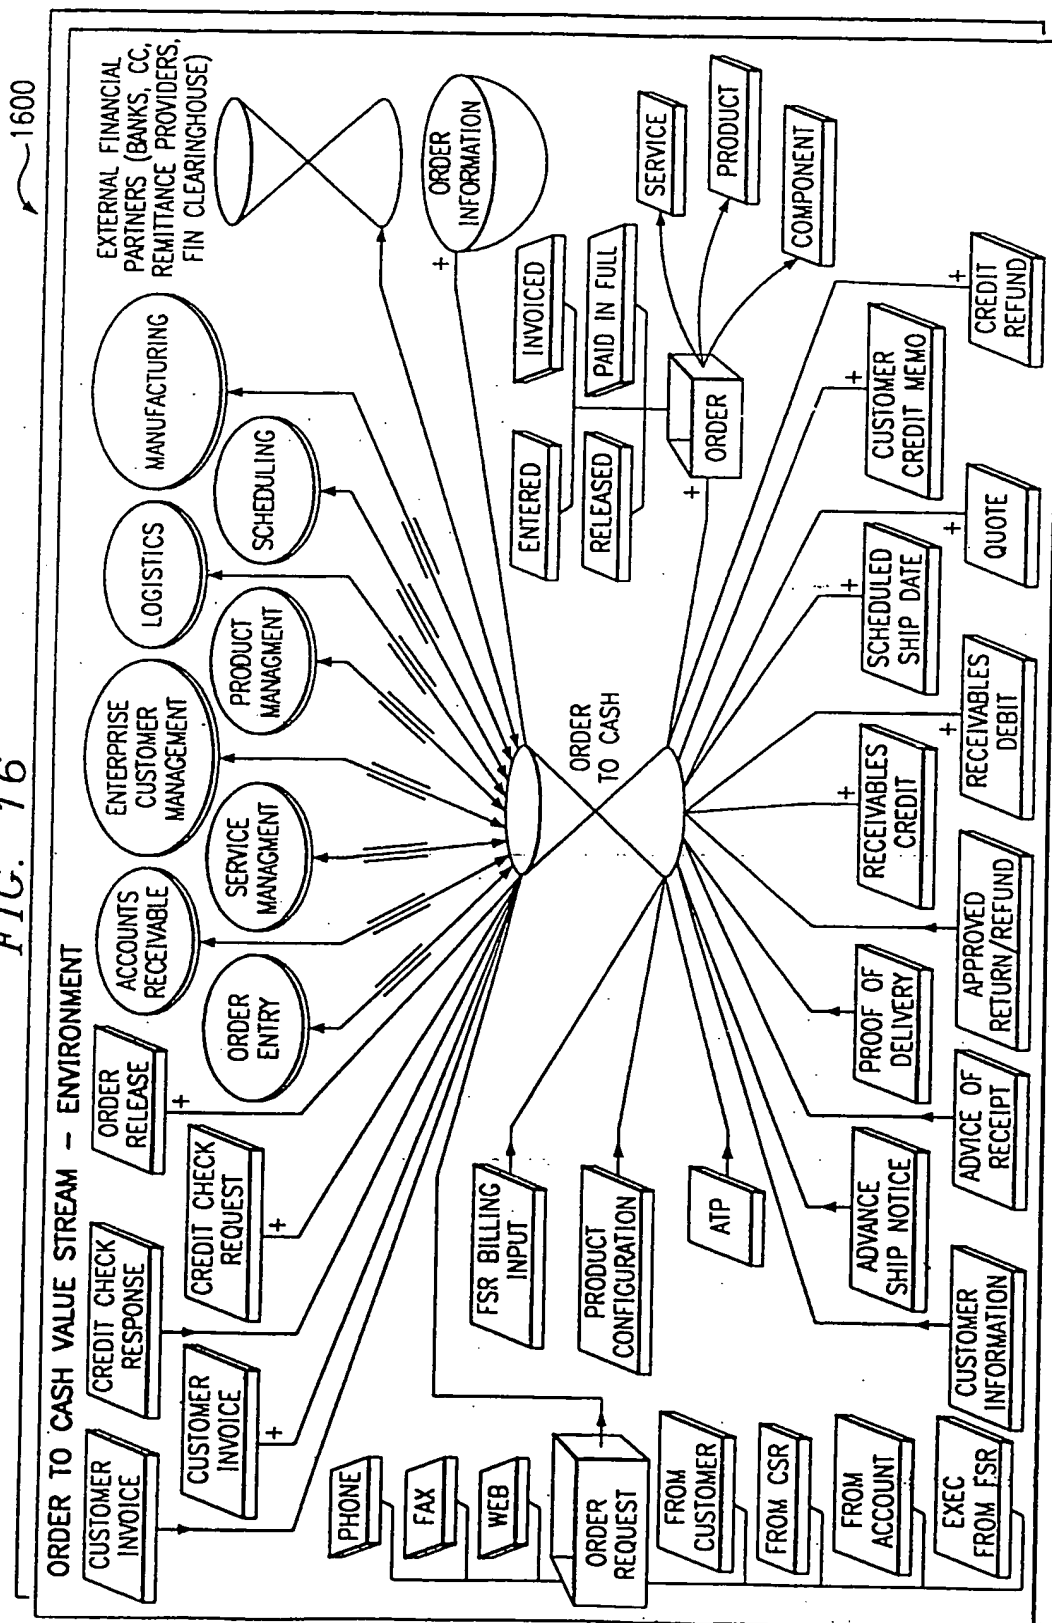 FIG. 16
1600
ORDER TO CASH VALUE STREAM – ENVIRONMENT
CUSTOMER
INVOICE
CREDIT CHECK
RESPONSE
ORDER
RELEASE
ACCOUNTS
RECEIVABLE
ENTERPRISE
CUSTOMER
MANAGEMENT
LOGISTICS
MANUFACTURING
EXTERNAL FINANCIAL
PARTNERS (BANKS, CC,
REMITTANCE PROVIDERS,
FIN CLEARINGHOUSE)
CUSTOMER
INVOICE
+
CREDIT CHECK
REQUEST
+
+
ORDER
ENTRY
SERVICE
MANAGMENT
PRODUCT
MANAGMENT
SCHEDULING
ORDER
INFORMATION
+
PHONE
FAX
WEB
ORDER
REQUEST
FROM
CUSTOMER
FROM CSR
FROM
ACCOUNT
EXEC
FROM FSR
FSR BILLING
INPUT
PRODUCT
CONFIGURATION
ATP
ORDER
TO CASH
ENTERED
INVOICED
RELEASED
PAID IN FULL
+
ORDER
SERVICE
PRODUCT
COMPONENT
ADVANCE
SHIP NOTICE
PROOF OF
DELIVERY
+
RECEIVABLES
CREDIT
+
SCHEDULED
SHIP DATE
+
CUSTOMER
CREDIT MEMO
CUSTOMER
INFORMATION
ADVICE OF
RECEIPT
APPROVED
RETURN/REFUND
+
RECEIVABLES
DEBIT
+
QUOTE
+
CREDIT
REFUND